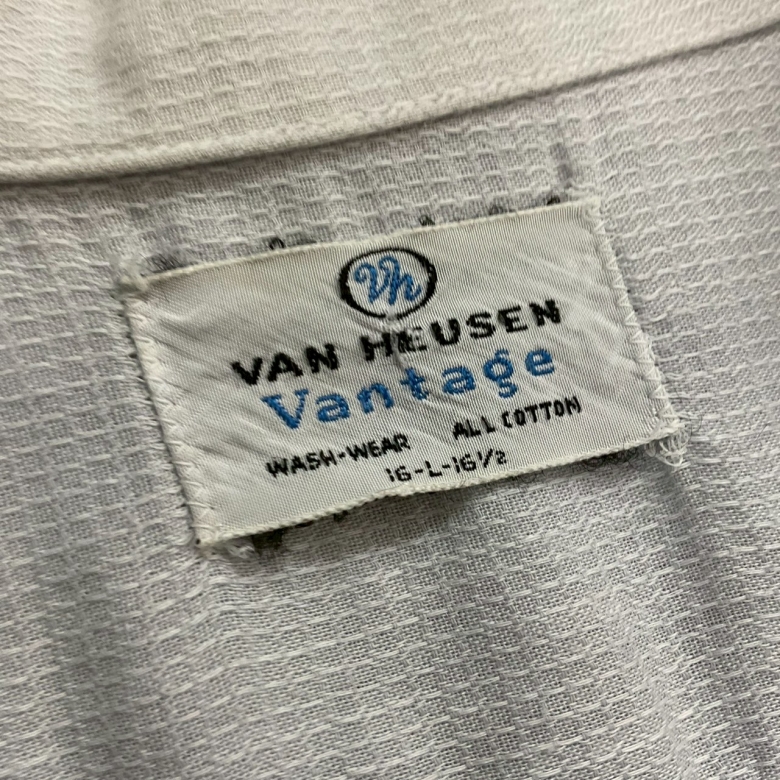 Vh
VAN HEUSEN
Vantage
WASH-WEAR ALL COTTON
16-L-16½